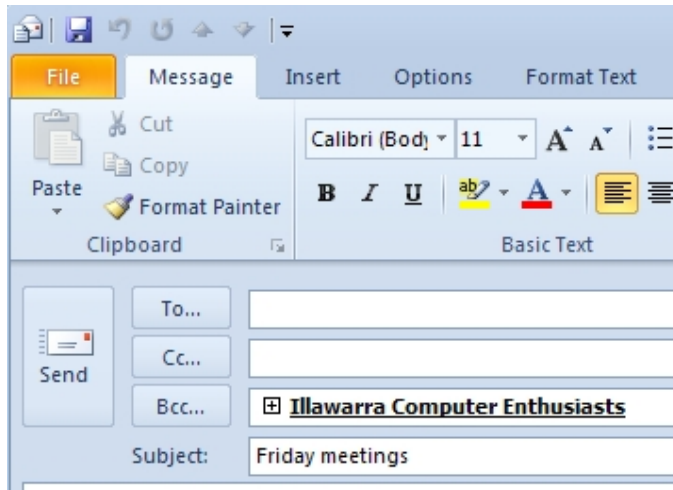 File Message Insert Options Format Text
Cut
Calibri (Body 11 A A
Copy
Paste
Format Painter
B I U ab A
Clipboard Basic Text
To...
Cc...
Send
Bcc... Illawarra Computer Enthusiasts
Subject: Friday meetings